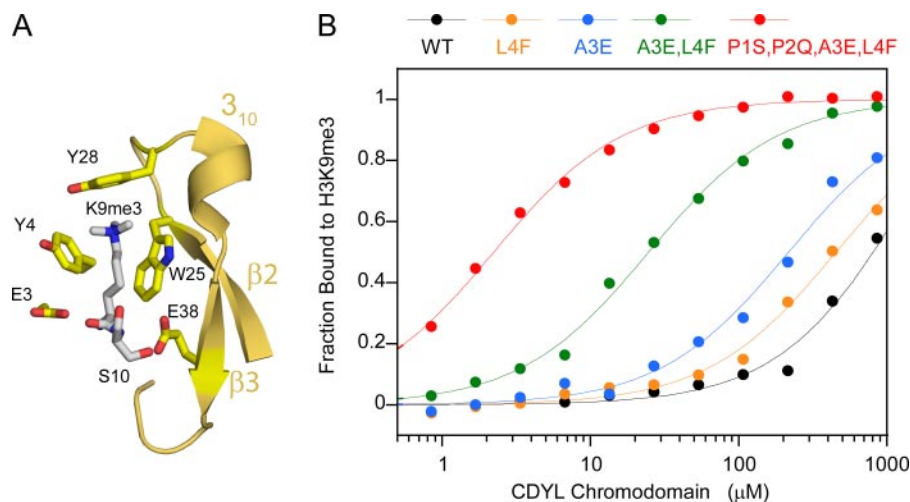 A
3₁₀
Y28
K9me3
Y4
W25
β2
E3
E38
S10
β3
B
WT L4F A3E A3E,L4F P1S,P2Q,A3E,L4F
Fraction Bound to H3K9me3
1
0.8
0.6
0.4
0.2
0
1 10 100 1000
CDYL Chromodomain (μM)